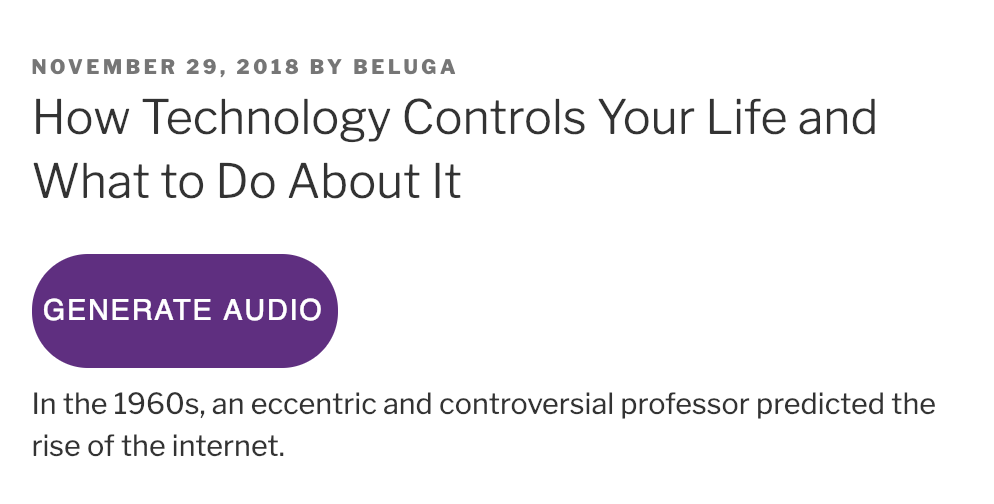 NOVEMBER 29, 2018 BY BELUGA
How Technology Controls Your Life and
What to Do About It
GENERATE AUDIO
In the 1960s, an eccentric and controversial professor predicted the
rise of the internet.